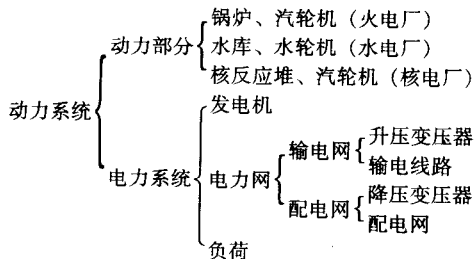 锅炉、汽轮机（火电厂）
动力部分
水库、水轮机（水电厂）
核反应堆、汽轮机（核电厂）
动力系统
发电机
升压变压器
输电网
输电线路
电力系统
电力网
降压变压器
配电网
配电网
负荷